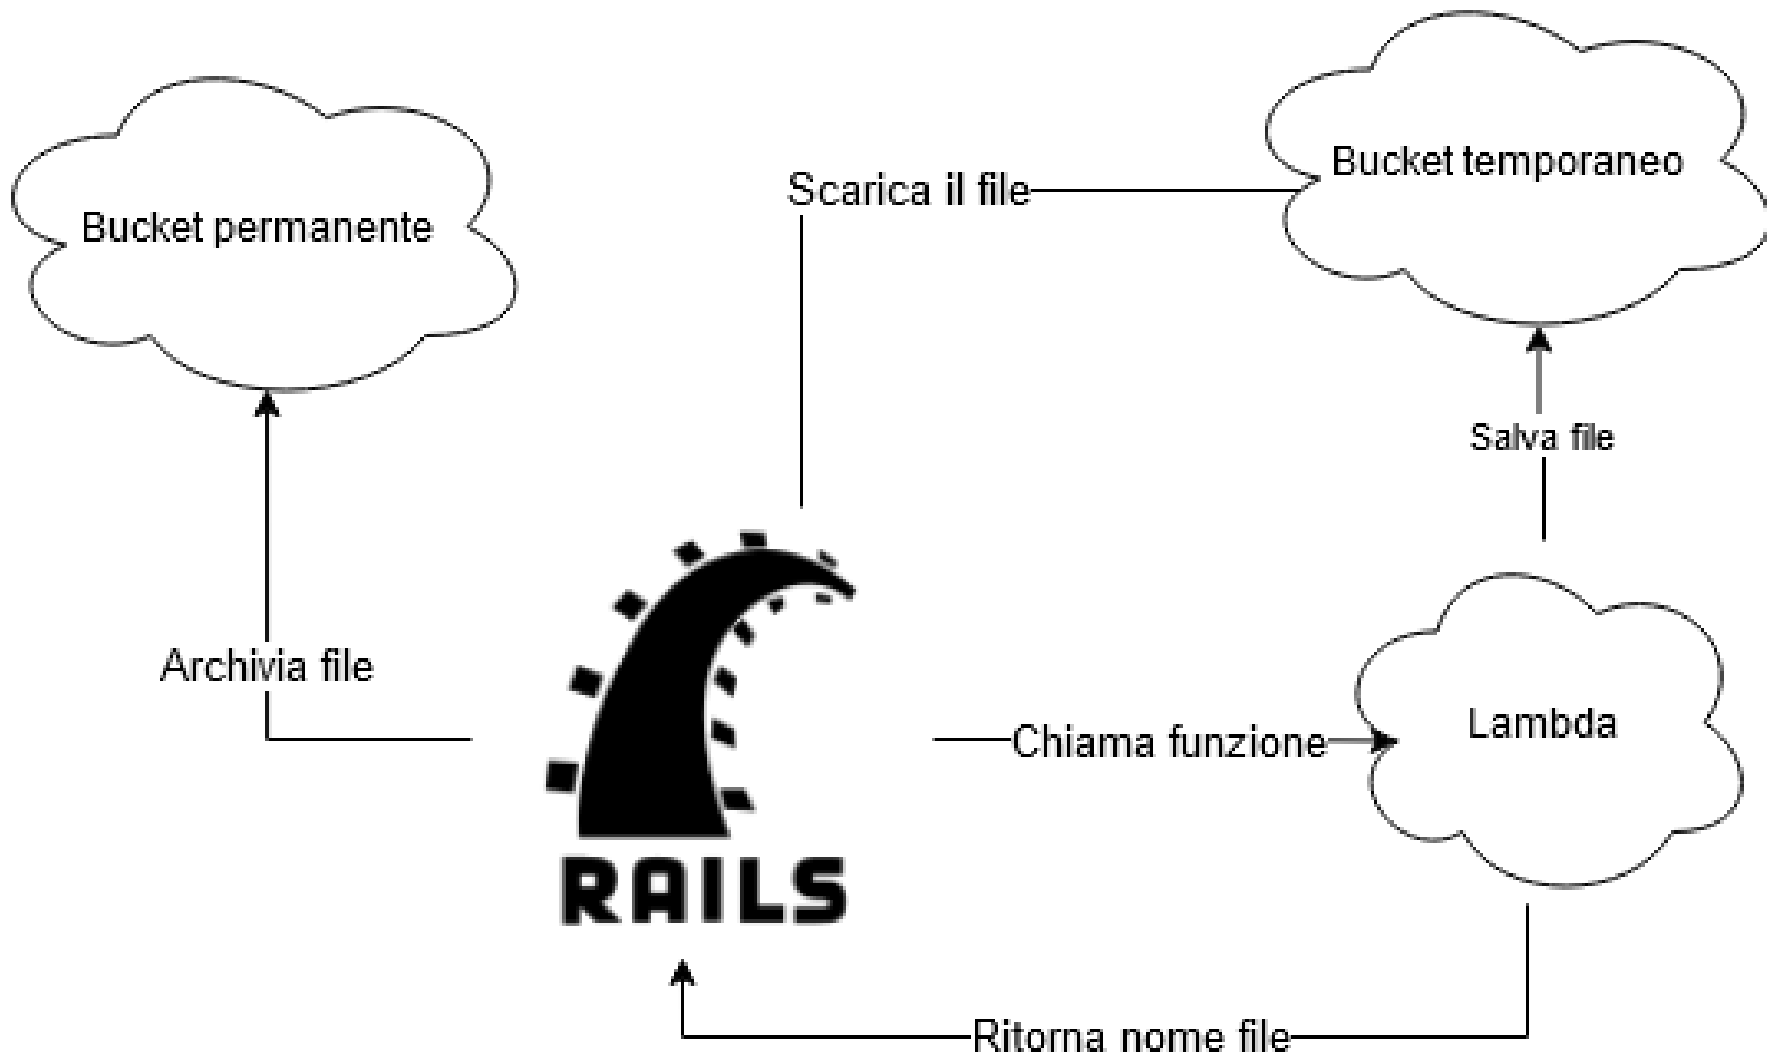 Bucket temporaneo
Scarica il file
Bucket permanente
Salva file
Archivia file
Lambda
Chiama funzione
RAILS
Ritorna nome file